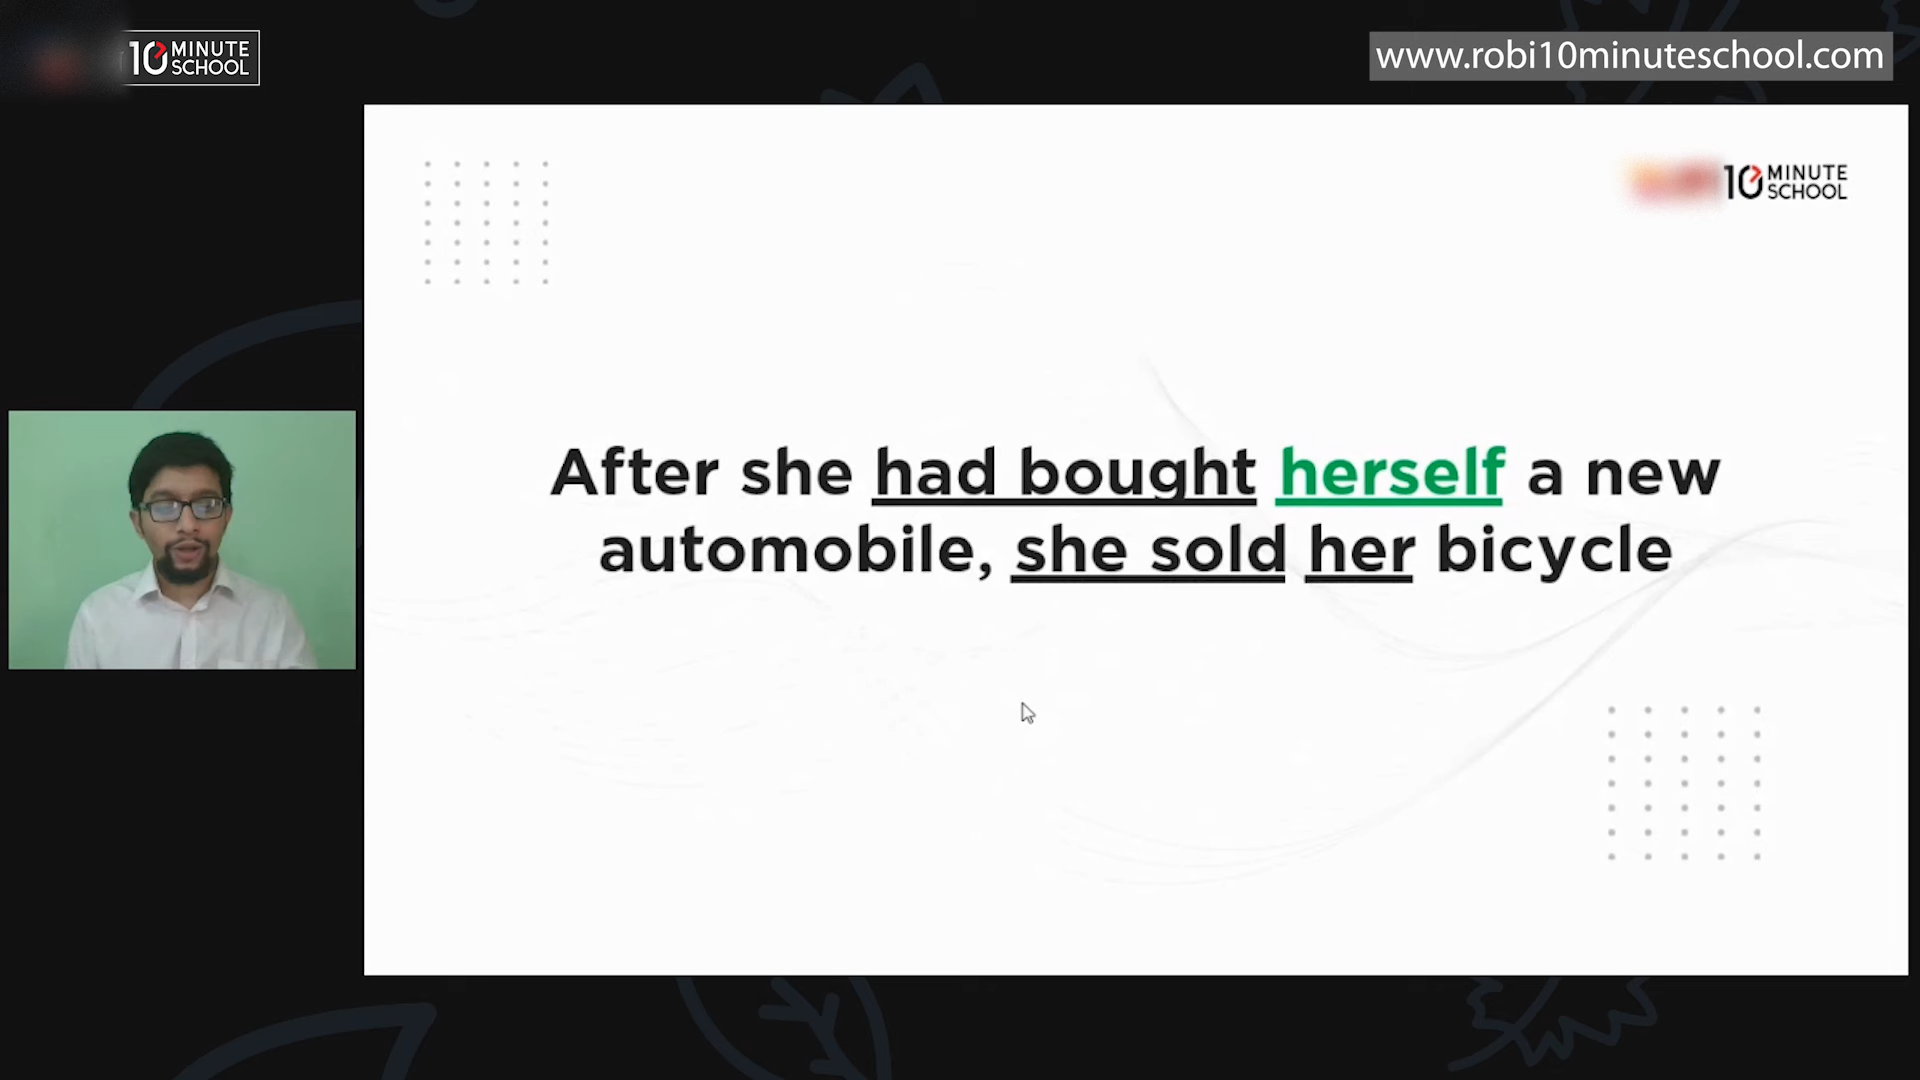 10 MINUTE SCHOOL
www.robi10minuteschool.com
10 MINUTE SCHOOL
After she had bought herself a new
automobile, she sold her bicycle